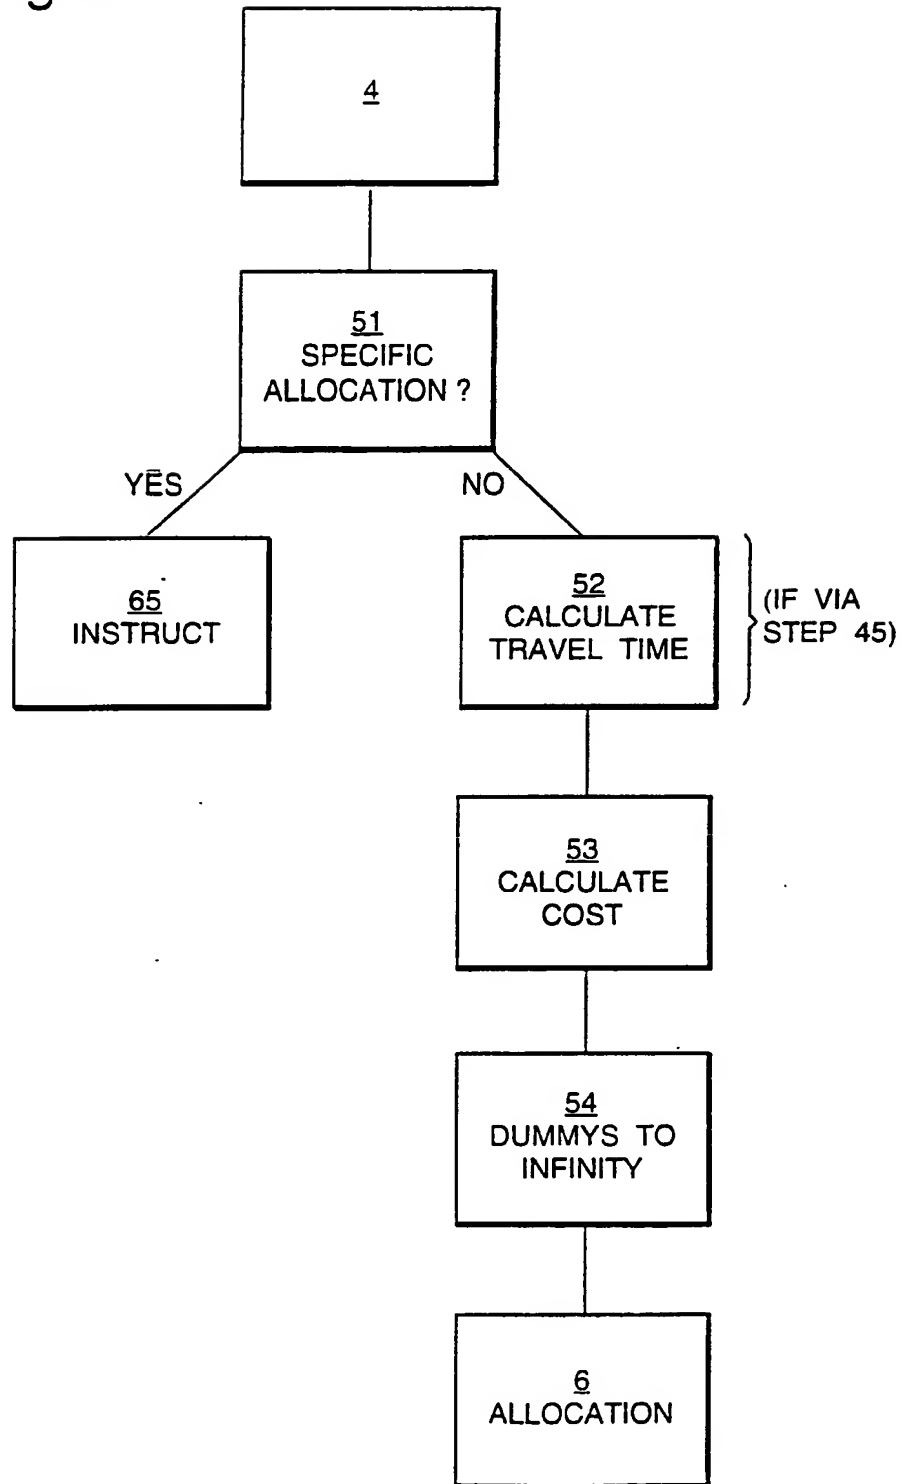 4
51
SPECIFIC
ALLOCATION ?
YES
NO
65
INSTRUCT
52
CALCULATE
TRAVEL TIME
(IF VIA
STEP 45)
53
CALCULATE
COST
54
DUMMYS TO
INFINITY
6
ALLOCATION